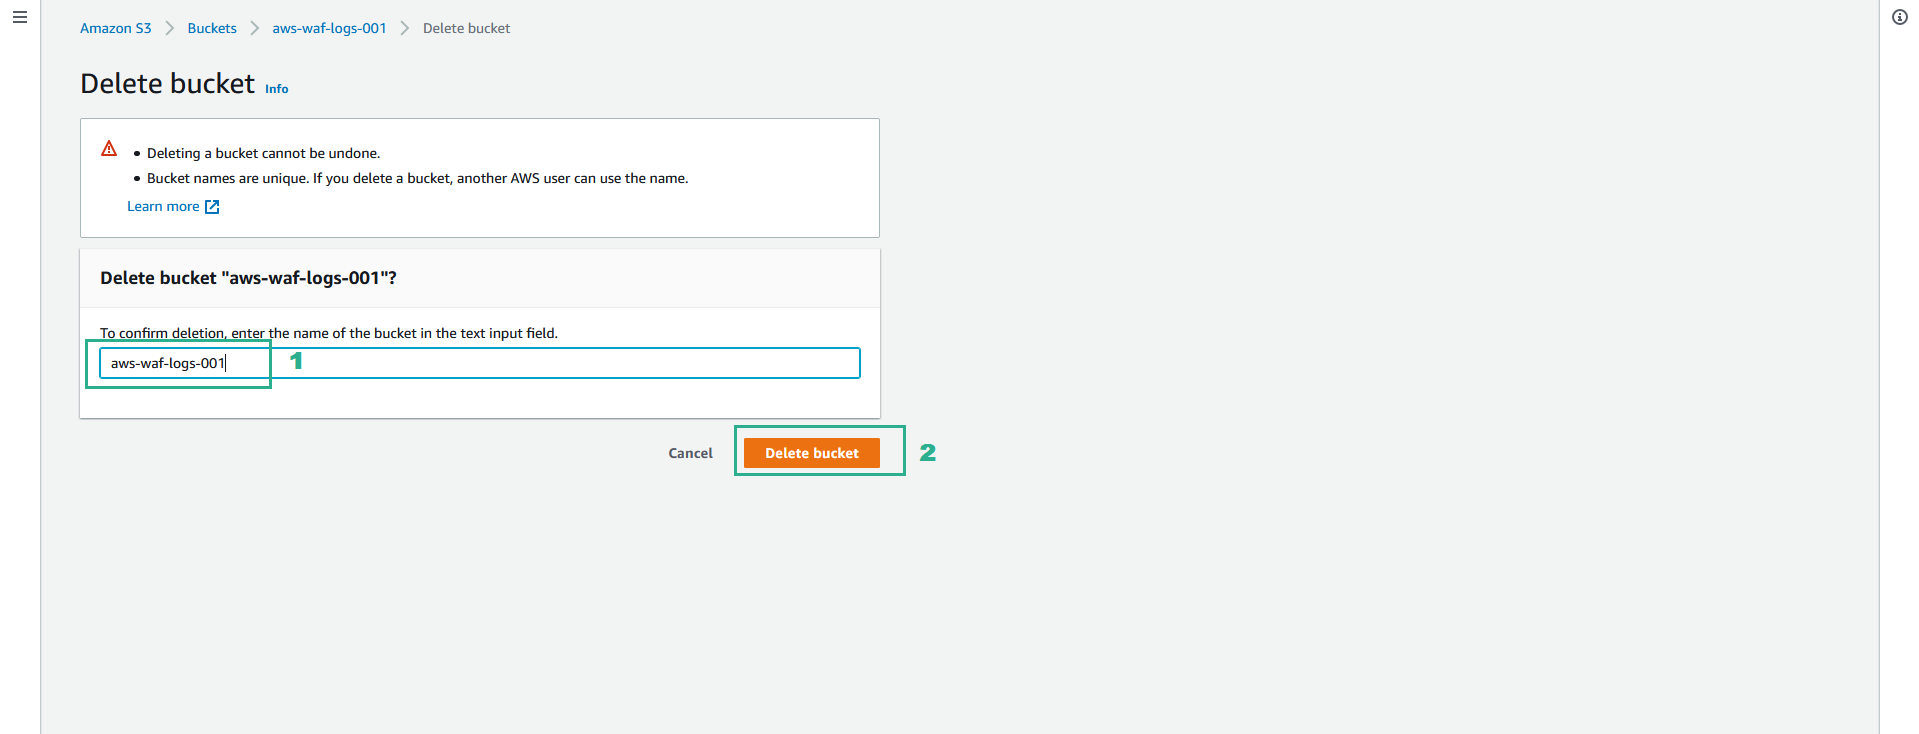 Amazon S3 > Buckets > aws-waf-logs-001 > Delete bucket
Delete bucket Info
• Deleting a bucket cannot be undone.
• Bucket names are unique. If you delete a bucket, another AWS user can use the name.
Learn more
Delete bucket "aws-waf-logs-001"?
To confirm deletion, enter the name of the bucket in the text input field.
aws-waf-logs-001 1
Cancel Delete bucket 2